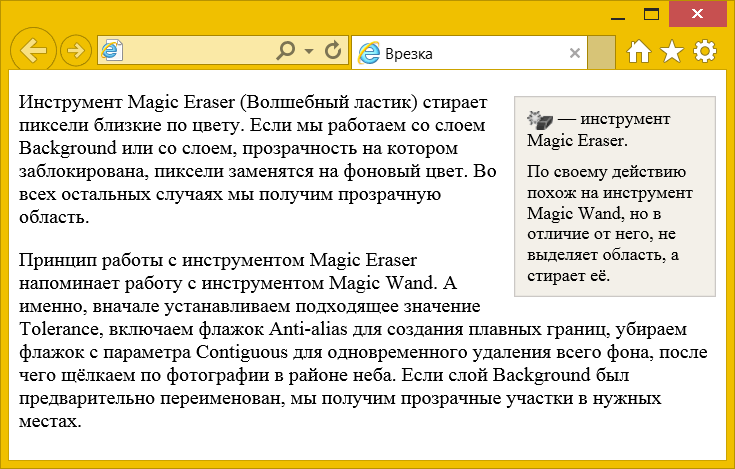 Врезка
Инструмент Magic Eraser (Волшебный ластик) стирает
пиксели близкие по цвету. Если мы работаем со слоем
Background или со слоем, прозрачность на котором
заблокирована, пиксели заменятся на фоновый цвет. Во
всех остальных случаях мы получим прозрачную
область.
— инструмент
Magic Eraser.
По своему действию
похож на инструмент
Magic Wand, но в
отличие от него, не
выделяет область, а
стирает её.
Принцип работы с инструментом Magic Eraser
напоминает работу с инструментом Magic Wand. А
именно, вначале устанавливаем подходящее значение
Tolerance, включаем флажок Anti-alias для создания плавных границ, убираем
флажок с параметра Contiguous для одновременного удаления всего фона, после
чего щёлкаем по фотографии в районе неба. Если слой Background был
предварительно переименован, мы получим прозрачные участки в нужных
местах.